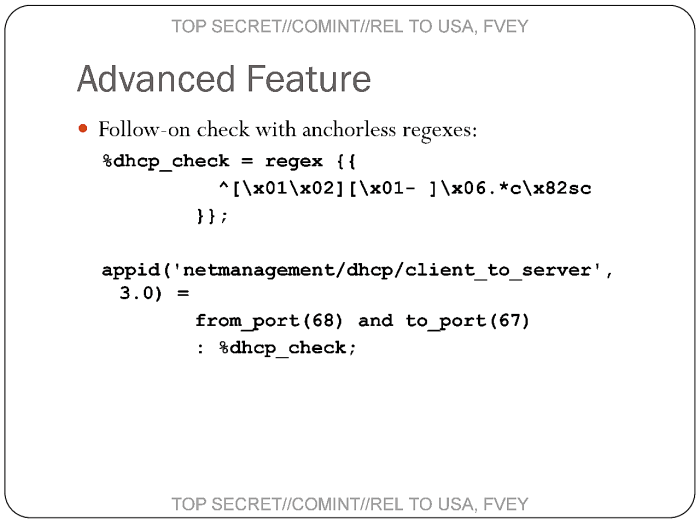 TOP SECRET//COMINT//REL TO USA, FVEY
Advanced Feature
• Follow-on check with anchorless regexes:
%dhcp_check = regex {{
^[\x01\x02][\x01- ]\x06.*c\x82sc
}};
appid('netmanagement/dhcp/client_to_server',
3.0) =
from_port(68) and to_port(67)
: %dhcp_check;
TOP SECRET//COMINT//REL TO USA, FVEY